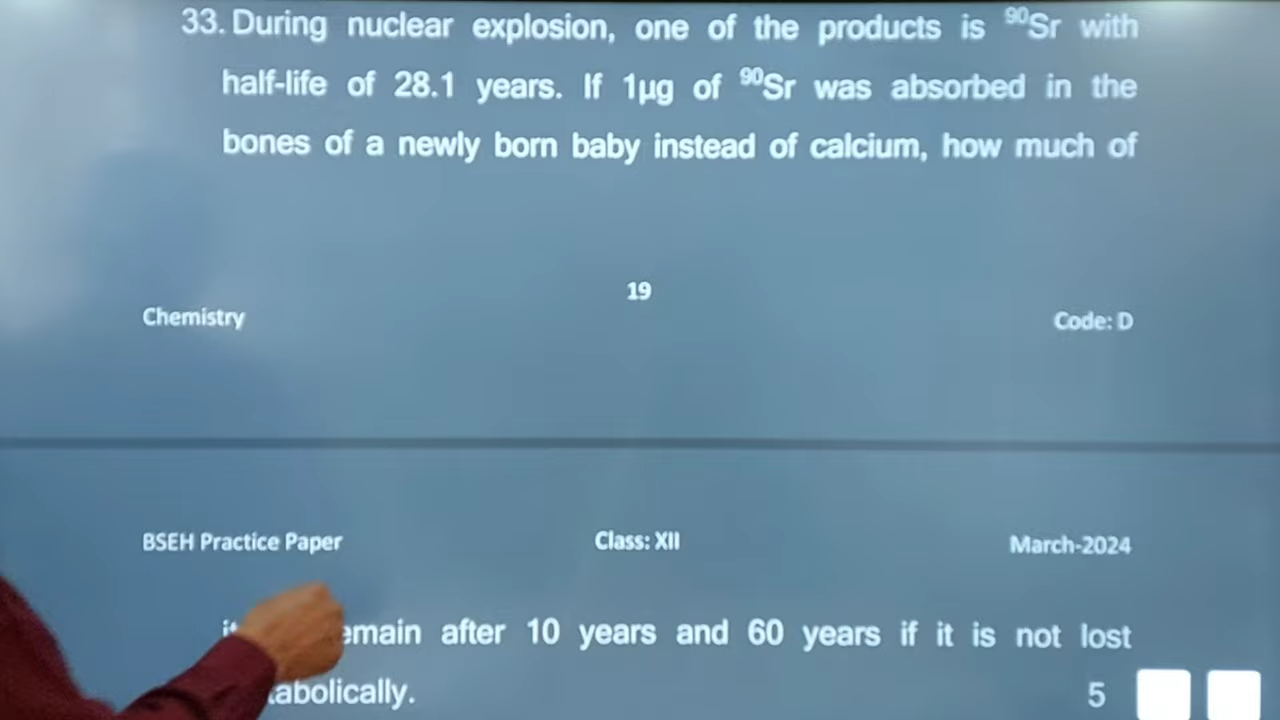 33. During nuclear explosion, one of the products is ⁹⁰Sr with
half-life of 28.1 years. If 1μg of ⁹⁰Sr was absorbed in the
bones of a newly born baby instead of calcium, how much of
19
Chemistry Code: D
BSEH Practice Paper Class: XII March-2024
emain after 10 years and 60 years if it is not lost
tabolically. 5